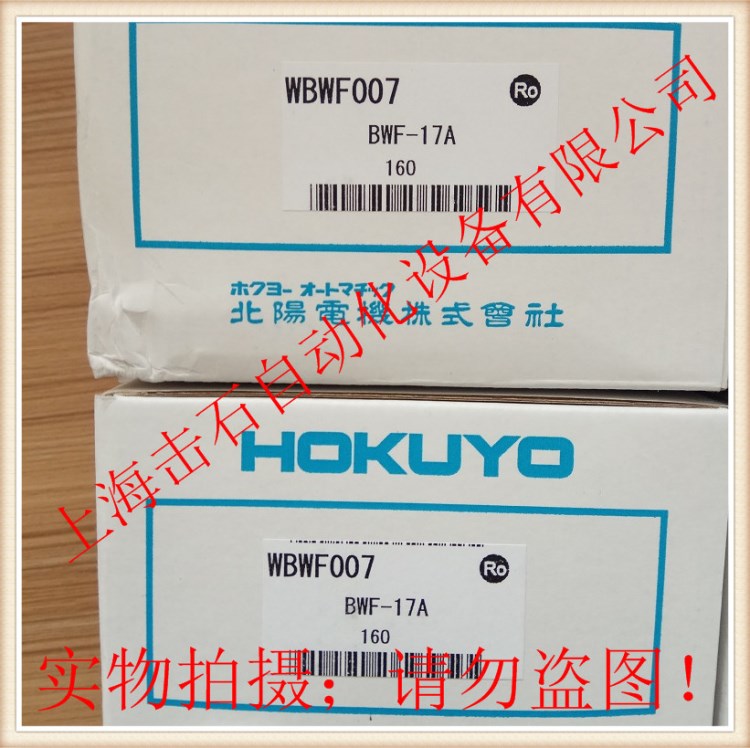 WBWF007
Ro
BWF-17A
160
ホクヨー オートマチック
北陽電機株式會社
HOKUYO
WBWF007
Ro
BWF-17A
160
上海击石自动化设备有限公司
实物拍摄；请勿盗图！